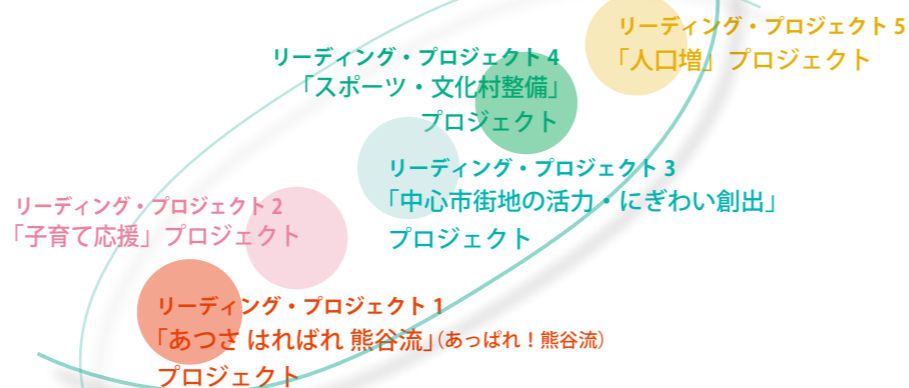 リーディング・プロジェクト 5
「人口増」プロジェクト
リーディング・プロジェクト 4
「スポーツ・文化村整備」
プロジェクト
リーディング・プロジェクト 3
「中心市街地の活力・にぎわい創出」
プロジェクト
リーディング・プロジェクト 2
「子育て応援」プロジェクト
リーディング・プロジェクト 1
「あつさ はればれ 熊谷流」(あっぱれ！熊谷流)
プロジェクト